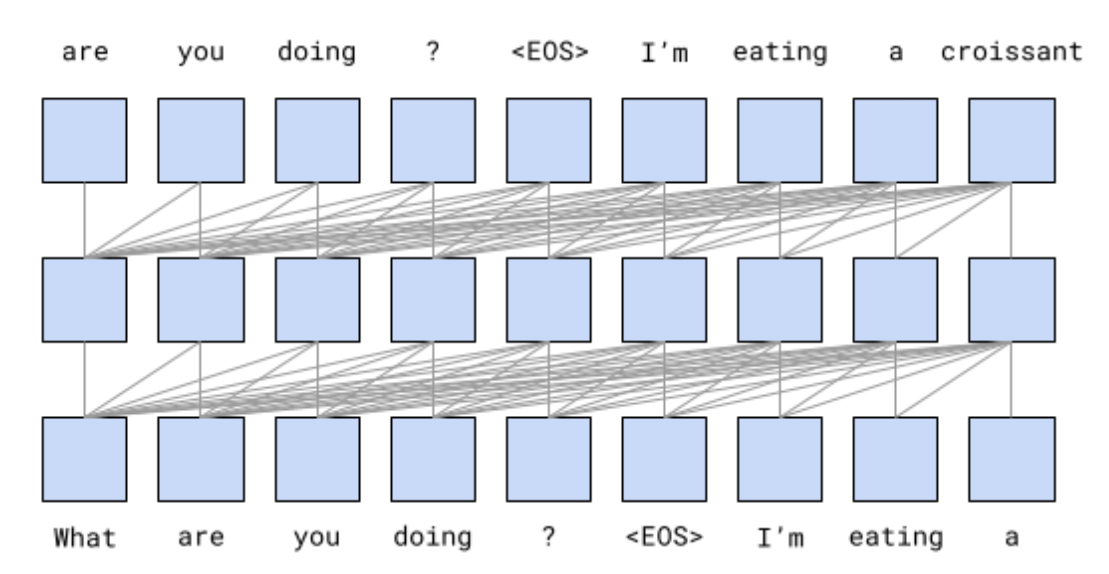 are you doing ? <EOS> I'm eating a croissant
What are you doing ? <EOS> I'm eating a